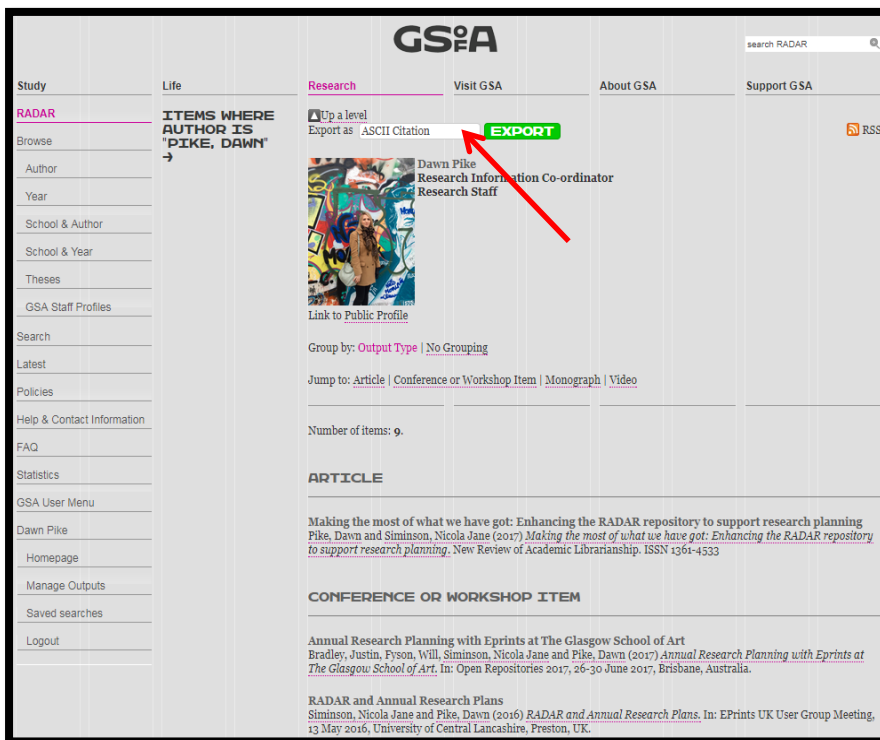 GSOFA
search RADAR
Study
Life
Research
Visit GSA
About GSA
Support GSA
RADAR
Browse
Author
Year
School & Author
School & Year
Theses
GSA Staff Profiles
Search
Latest
Policies
Help & Contact Information
FAQ
Statistics
GSA User Menu
Dawn Pike
Homepage
Manage Outputs
Saved searches
Logout
ITEMS WHERE
AUTHOR IS
"PIKE, DAWN"
Up a level
Export as ASCII Citation EXPORT
RSS
Dawn Pike
Research Information Co-ordinator
Research Staff
Link to Public Profile
Group by: Output Type | No Grouping
Jump to: Article | Conference or Workshop Item | Monograph | Video
Number of items: 9.
ARTICLE
Making the most of what we have got: Enhancing the RADAR repository to support research planning
Pike, Dawn and Siminson, Nicola Jane (2017) Making the most of what we have got: Enhancing the RADAR repository
to support research planning. New Review of Academic Librarianship. ISSN 1361-4533
CONFERENCE OR WORKSHOP ITEM
Annual Research Planning with Eprints at The Glasgow School of Art
Bradley, Justin, Fyson, Will, Siminson, Nicola Jane and Pike, Dawn (2017) Annual Research Planning with Eprints at
The Glasgow School of Art. In: Open Repositories 2017, 26-30 June 2017, Brisbane, Australia.
RADAR and Annual Research Plans
Siminson, Nicola Jane and Pike, Dawn (2016) RADAR and Annual Research Plans. In: EPrints UK User Group Meeting,
13 May 2016, University of Central Lancashire, Preston, UK.